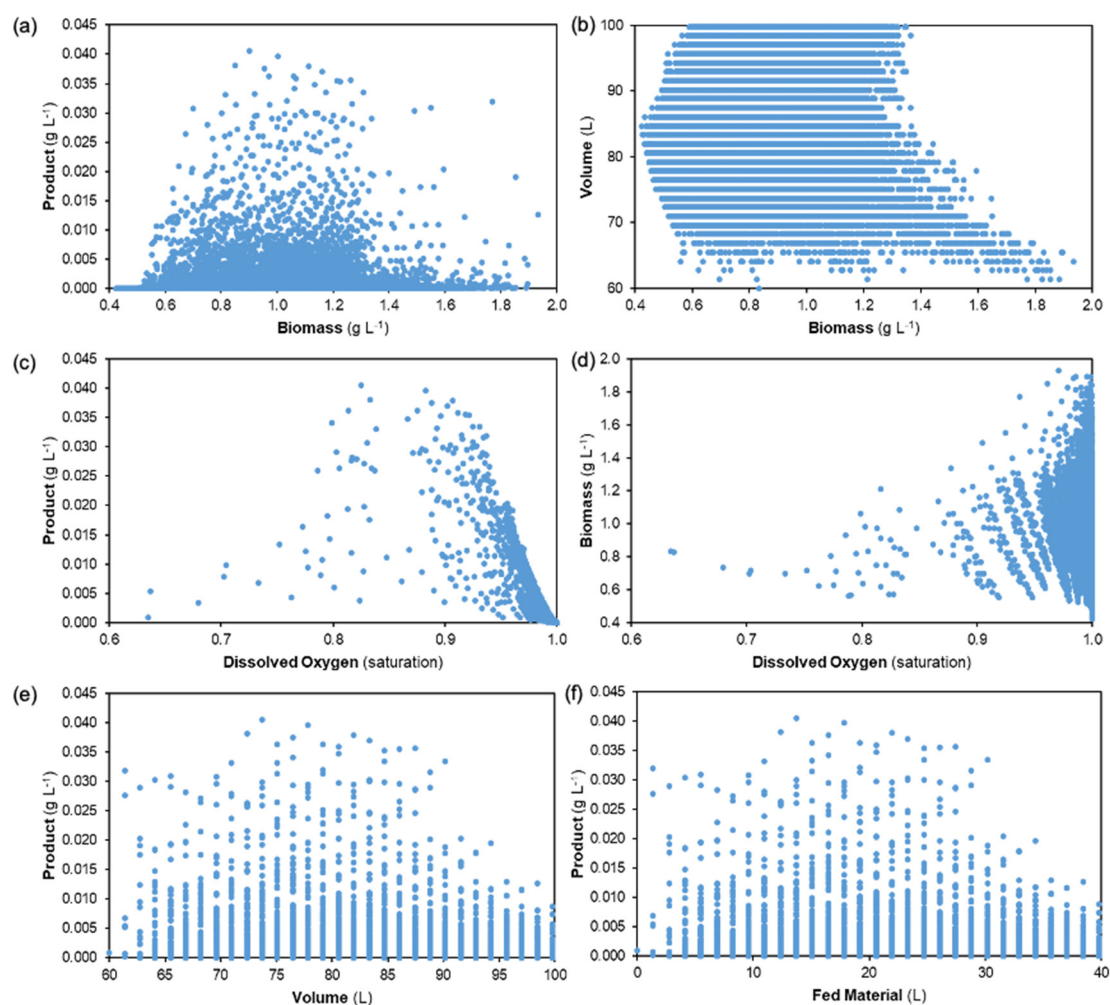 (a)
0.045
0.040
0.035
0.030
0.025
0.020
0.015
0.010
0.005
0.000
Product (g L⁻¹)
0.4 0.6 0.8 1.0 1.2 1.4 1.6 1.8 2.0
Biomass (g L⁻¹)
(b)
100
90
80
70
60
Volume (L)
0.4 0.6 0.8 1.0 1.2 1.4 1.6 1.8 2.0
Biomass (g L⁻¹)
(c)
0.045
0.040
0.035
0.030
0.025
0.020
0.015
0.010
0.005
0.000
Product (g L⁻¹)
0.6 0.7 0.8 0.9 1.0
Dissolved Oxygen (saturation)
(d)
2.0
1.8
1.6
1.4
1.2
1.0
0.8
0.6
0.4
Biomass (g L⁻¹)
0.6 0.7 0.8 0.9 1.0
Dissolved Oxygen (saturation)
(e)
0.045
0.040
0.035
0.030
0.025
0.020
0.015
0.010
0.005
0.000
Product (g L⁻¹)
60 65 70 75 80 85 90 95 100
Volume (L)
(f)
0.045
0.040
0.035
0.030
0.025
0.020
0.015
0.010
0.005
0.000
Product (g L⁻¹)
0 10 20 30 40
Fed Material (L)